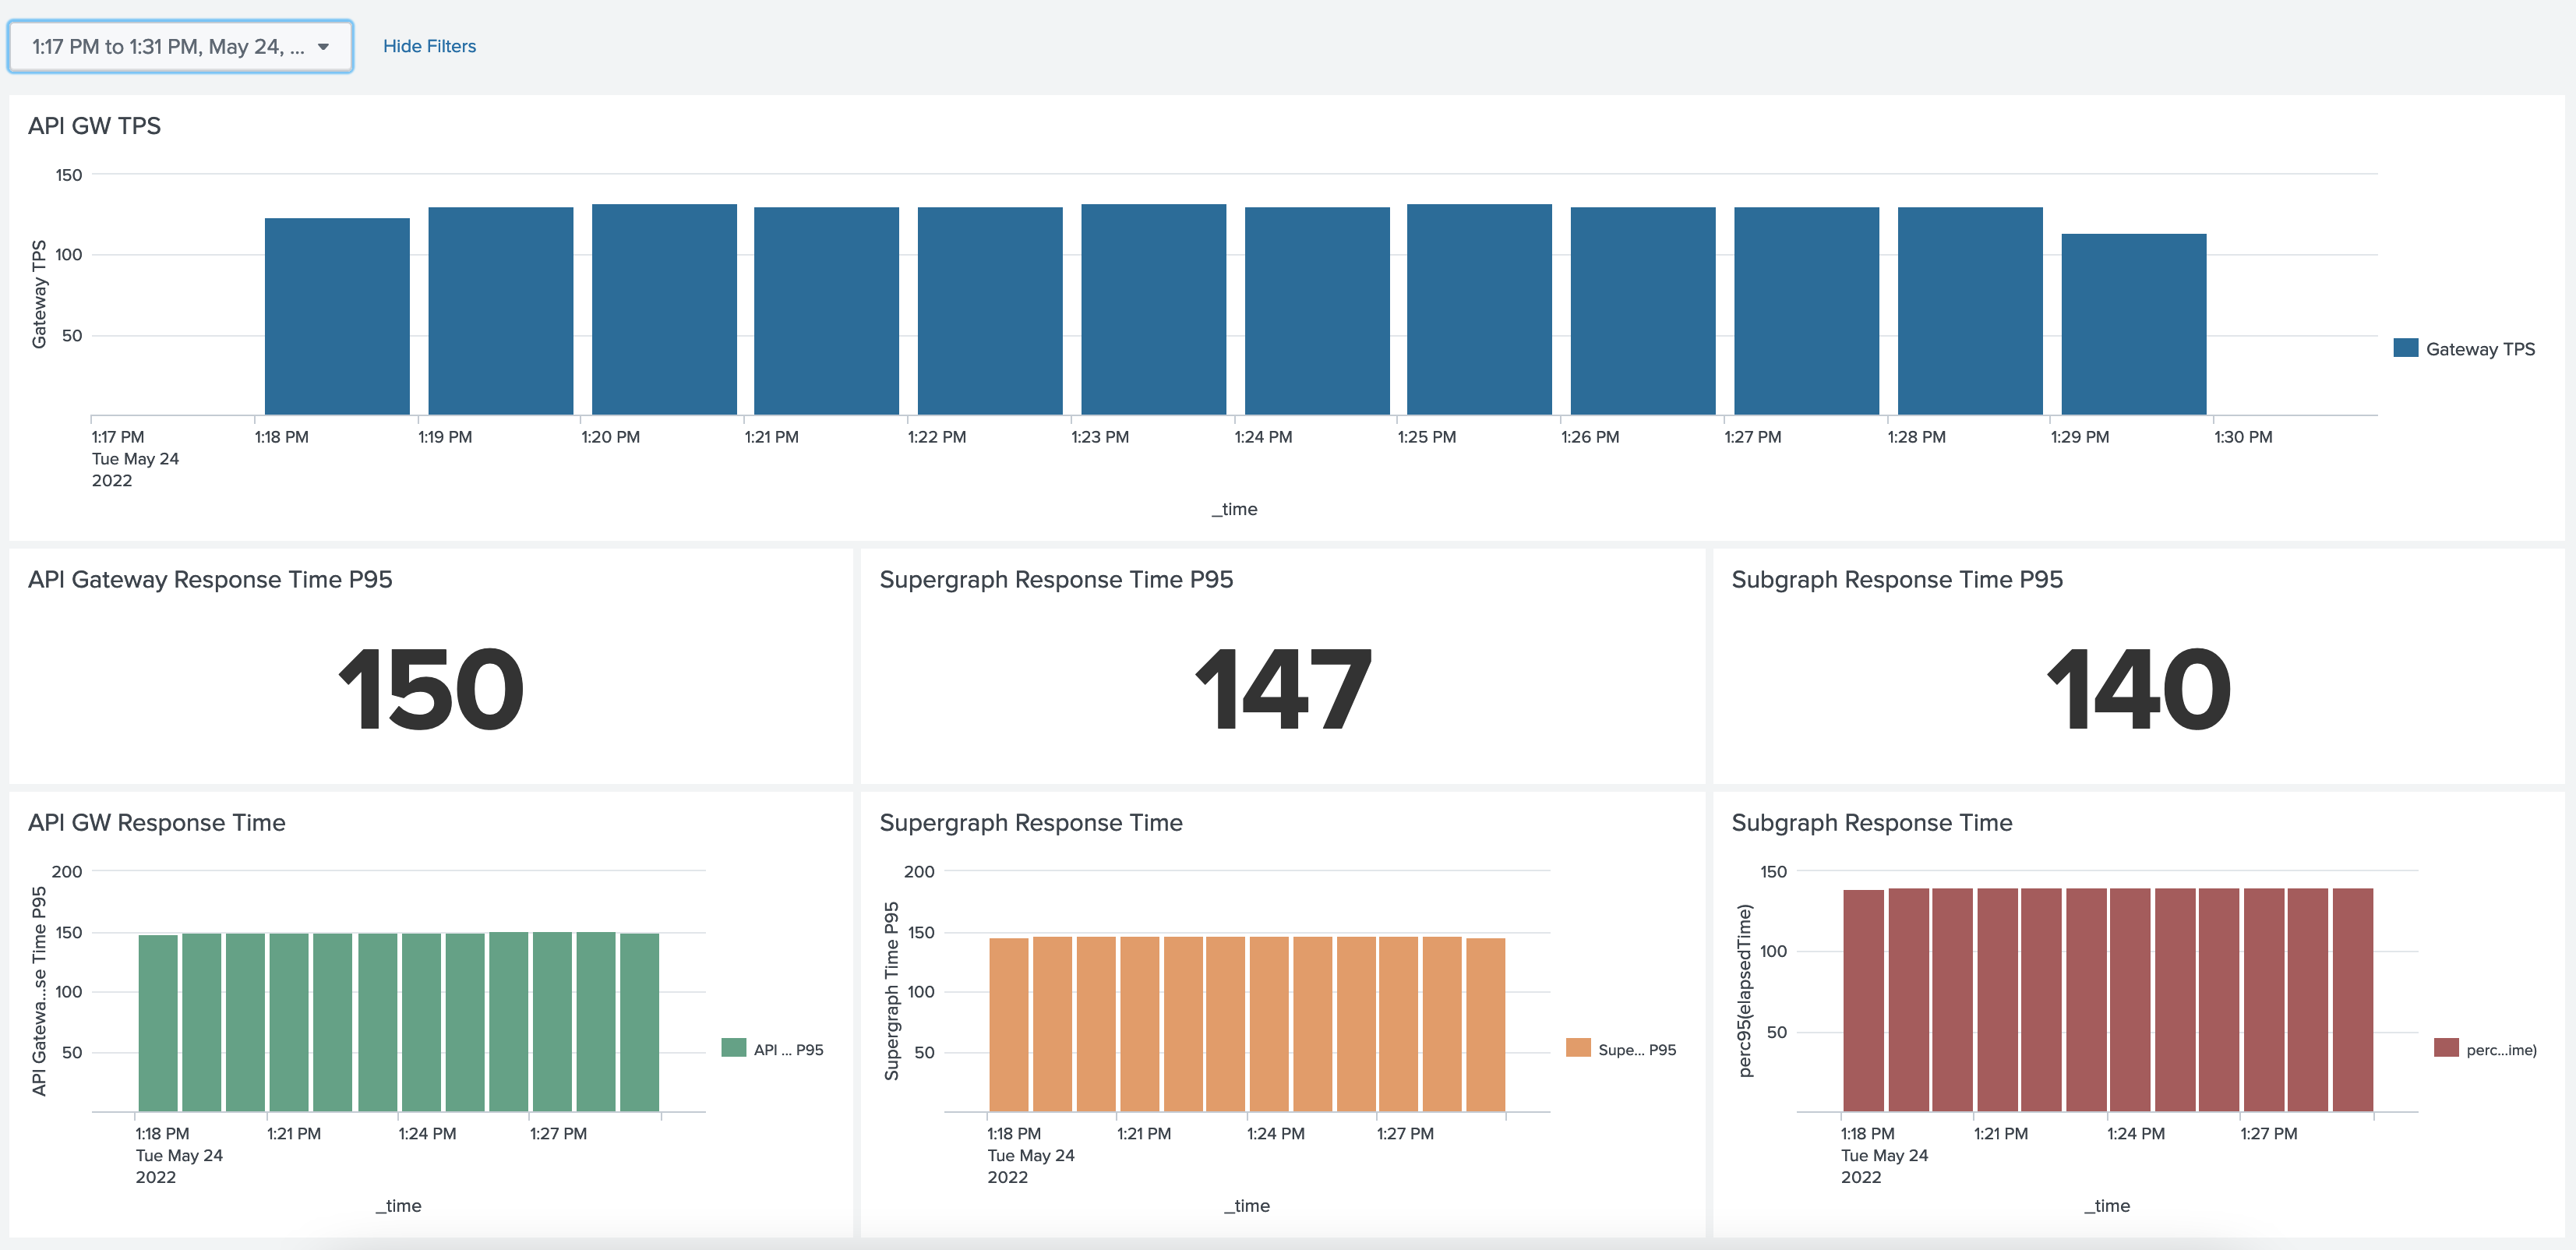 1:17 PM to 1:31 PM, May 24, ...
Hide Filters
API GW TPS
Gateway TPS
150
100
50
1:17 PM
Tue May 24
2022
1:18 PM
1:19 PM
1:20 PM
1:21 PM
1:22 PM
1:23 PM
1:24 PM
1:25 PM
1:26 PM
1:27 PM
1:28 PM
1:29 PM
1:30 PM
_time
Gateway TPS
API Gateway Response Time P95
150
Supergraph Response Time P95
147
Subgraph Response Time P95
140
API GW Response Time
API Gatewa...se Time P95
200
150
100
50
1:18 PM
Tue May 24
2022
1:21 PM
1:24 PM
1:27 PM
_time
API ... P95
Supergraph Response Time
Supergraph Time P95
200
150
100
50
1:18 PM
Tue May 24
2022
1:21 PM
1:24 PM
1:27 PM
_time
Supe... P95
Subgraph Response Time
perc95(elapsedTime)
150
100
50
1:18 PM
Tue May 24
2022
1:21 PM
1:24 PM
1:27 PM
_time
perc...ime)